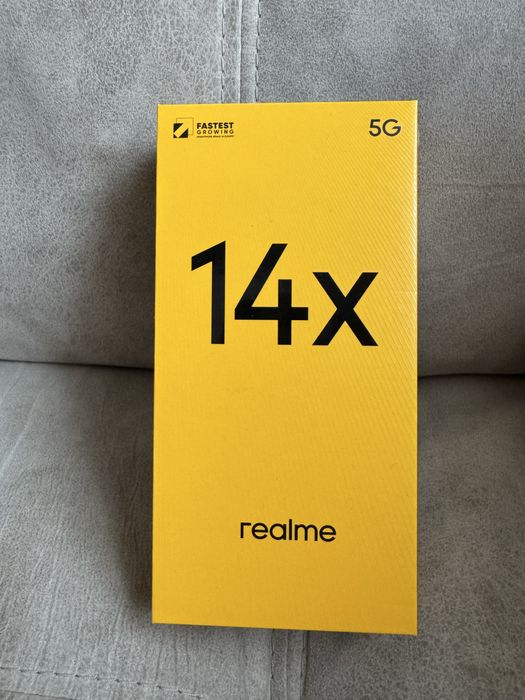 FASTEST
GROWING
5G
14x
realme